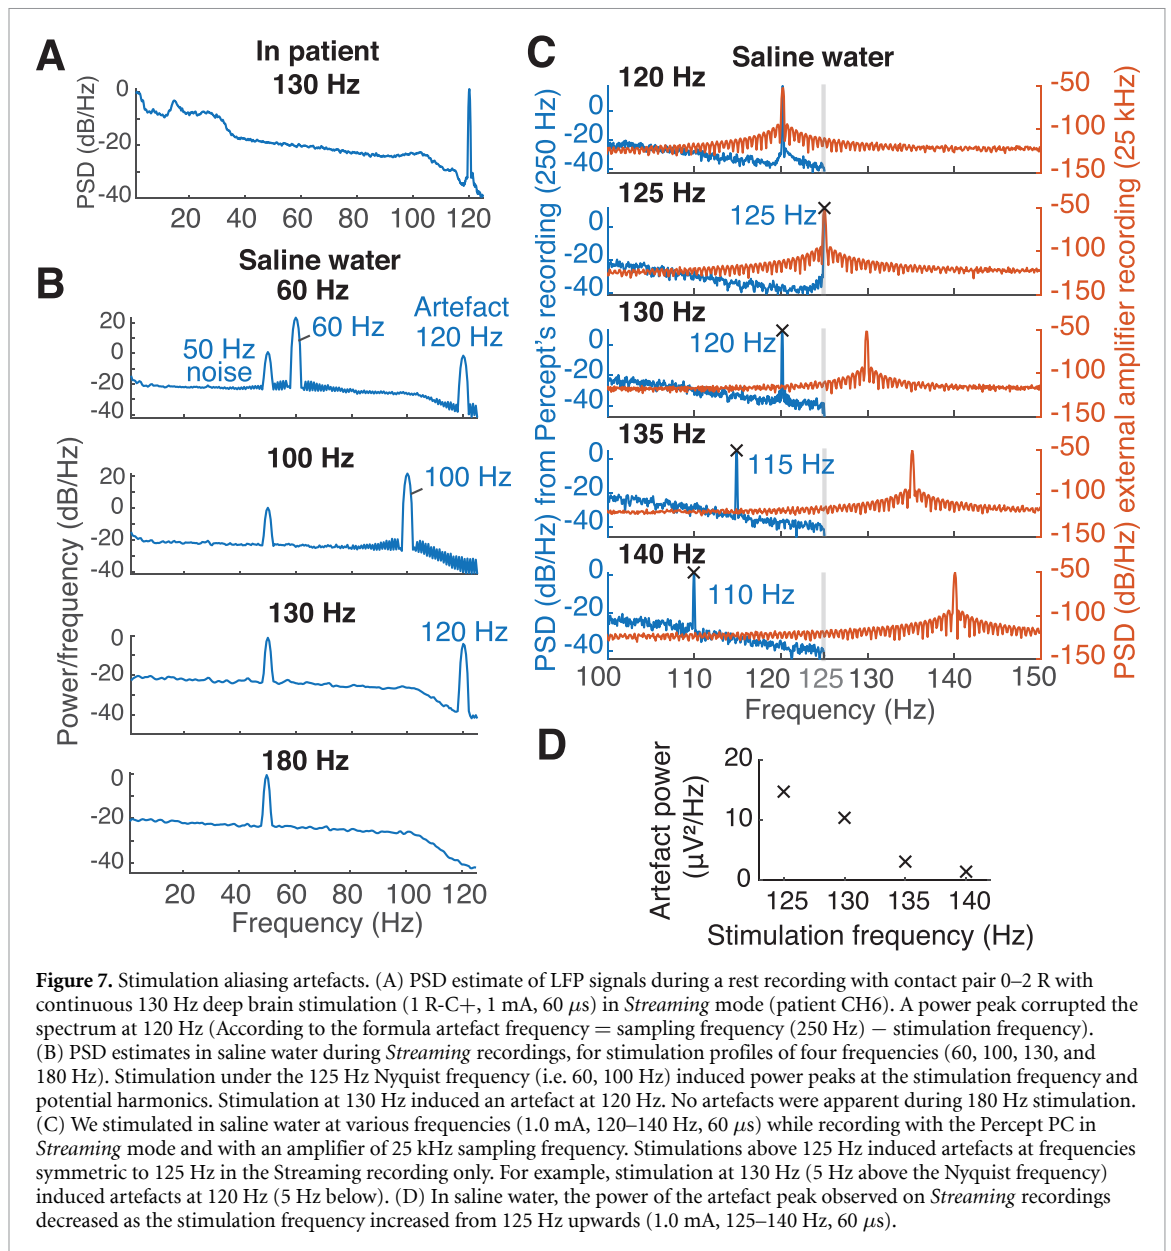 A
In patient
130 Hz
PSD (dB/Hz)
0
-20
-40
20 40 60 80 100 120
B
Saline water
60 Hz
Artefact
120 Hz
60 Hz
50 Hz
noise
20
0
-20
-40
100 Hz
100 Hz
20
0
-20
-40
Power/frequency (dB/Hz)
130 Hz
120 Hz
0
-20
-40
180 Hz
0
-20
-40
20 40 60 80 100 120
Frequency (Hz)
C
Saline water
120 Hz
0
-20
-40
-50
-100
-150
125 Hz
125 Hz
0
-20
-40
-50
-100
-150
130 Hz
120 Hz
0
-20
-40
-50
-100
-150
135 Hz
115 Hz
0
-20
-40
-50
-100
-150
140 Hz
110 Hz
0
-20
-40
-50
-100
-150
PSD (dB/Hz) from Percept's recording (250 Hz)
PSD (dB/Hz) external amplifier recording (25 kHz)
100 110 120 125 130 140 150
Frequency (Hz)
D
Artefact power
(μV²/Hz)
20
10
0
125 130 135 140
Stimulation frequency (Hz)
Figure 7. Stimulation aliasing artefacts. (A) PSD estimate of LFP signals during a rest recording with contact pair 0–2 R with
continuous 130 Hz deep brain stimulation (1 R-C+, 1 mA, 60 μs) in Streaming mode (patient CH6). A power peak corrupted the
spectrum at 120 Hz (According to the formula artefact frequency = sampling frequency (250 Hz) − stimulation frequency).
(B) PSD estimates in saline water during Streaming recordings, for stimulation profiles of four frequencies (60, 100, 130, and
180 Hz). Stimulation under the 125 Hz Nyquist frequency (i.e. 60, 100 Hz) induced power peaks at the stimulation frequency and
potential harmonics. Stimulation at 130 Hz induced an artefact at 120 Hz. No artefacts were apparent during 180 Hz stimulation.
(C) We stimulated in saline water at various frequencies (1.0 mA, 120–140 Hz, 60 μs) while recording with the Percept PC in
Streaming mode and with an amplifier of 25 kHz sampling frequency. Stimulations above 125 Hz induced artefacts at frequencies
symmetric to 125 Hz in the Streaming recording only. For example, stimulation at 130 Hz (5 Hz above the Nyquist frequency)
induced artefacts at 120 Hz (5 Hz below). (D) In saline water, the power of the artefact peak observed on Streaming recordings
decreased as the stimulation frequency increased from 125 Hz upwards (1.0 mA, 125–140 Hz, 60 μs).